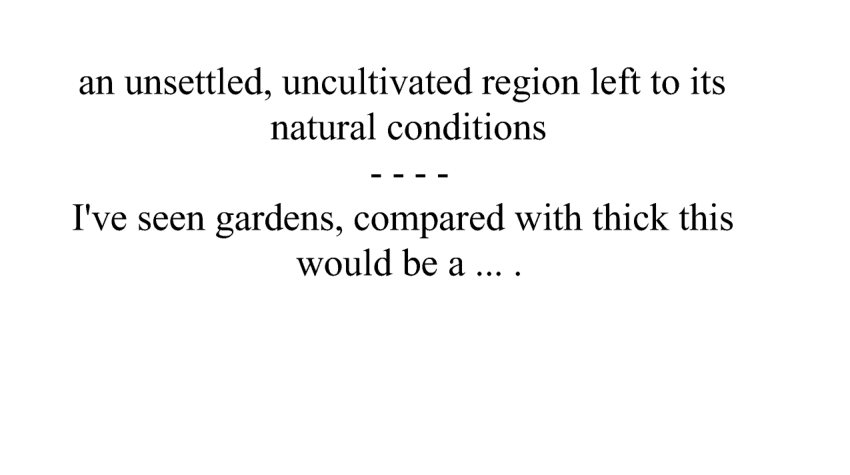 an unsettled, uncultivated region left to its
natural conditions
- - - -
I've seen gardens, compared with thick this
would be a ... .